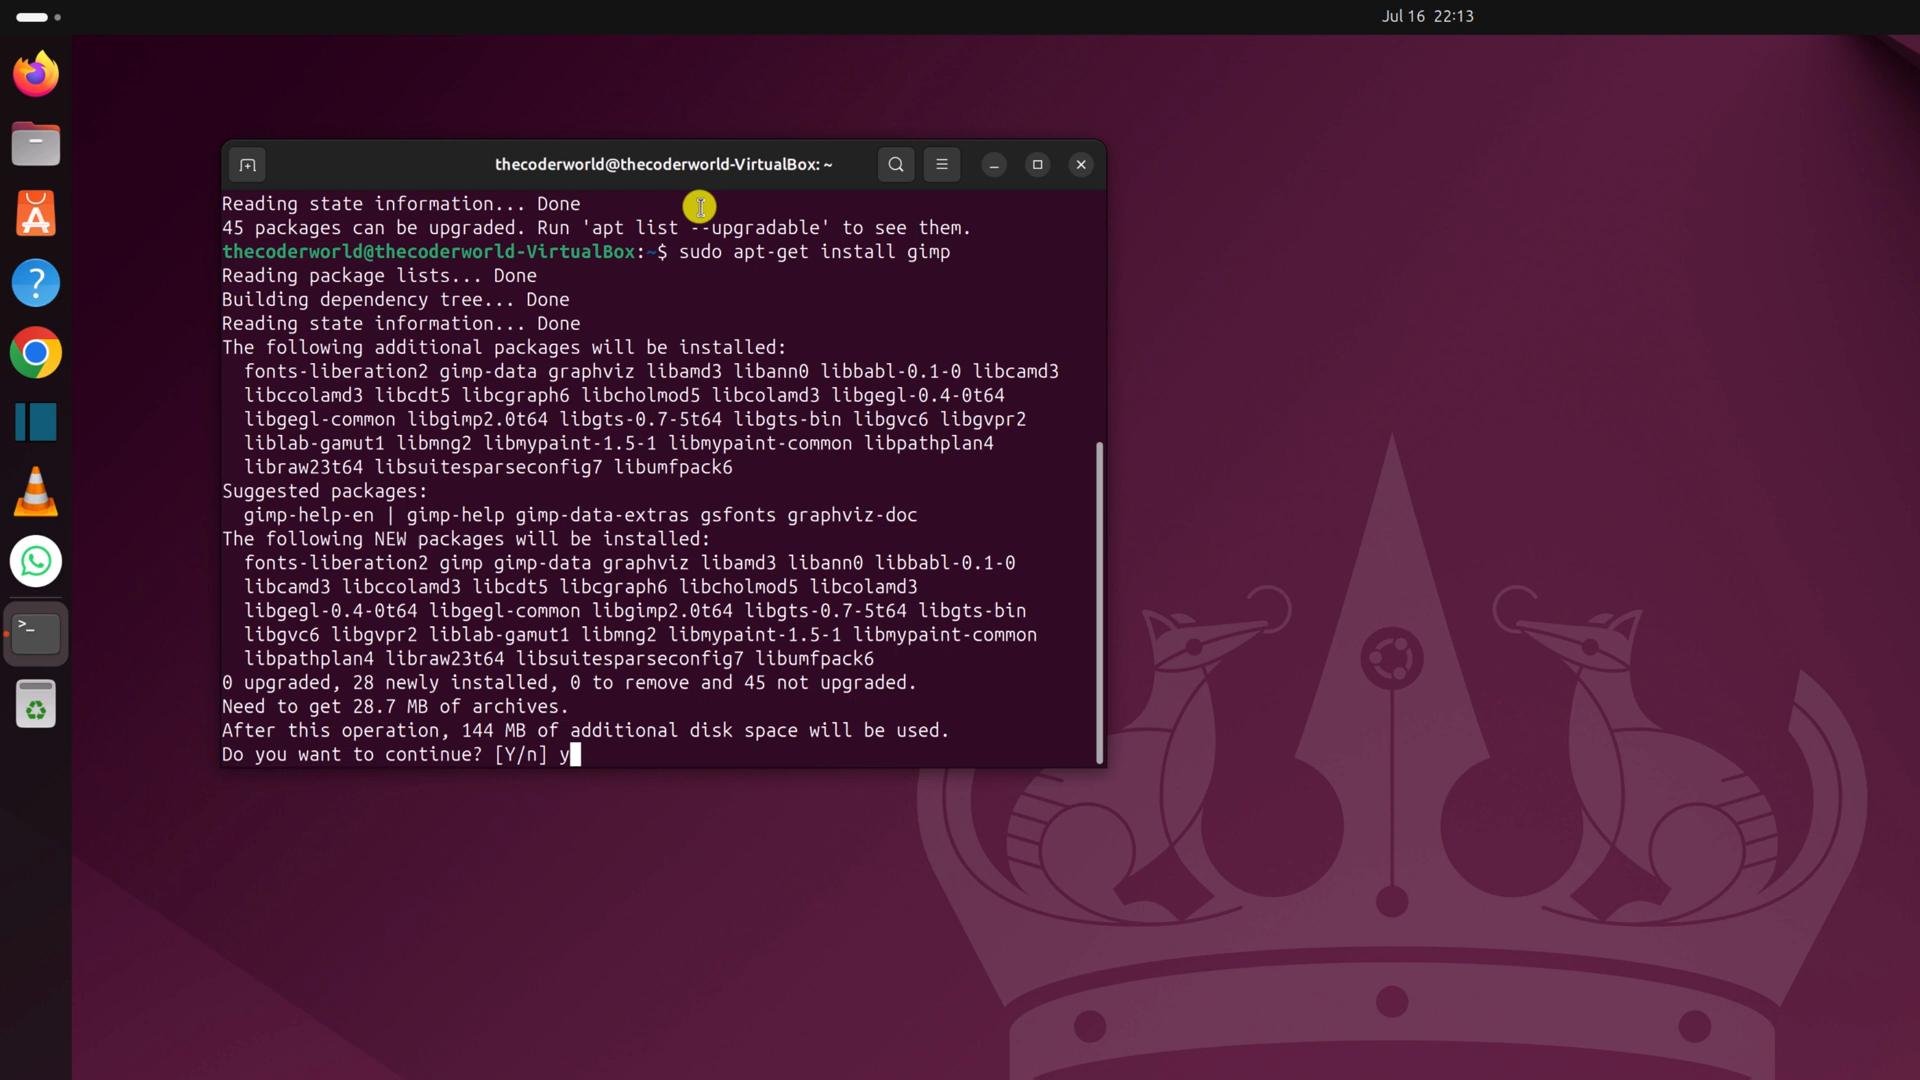 Jul 16 22:13
thecoderworld@thecoderworld-VirtualBox: ~
Reading state information... Done
45 packages can be upgraded. Run 'apt list --upgradable' to see them.
thecoderworld@thecoderworld-VirtualBox:~$ sudo apt-get install gimp
Reading package lists... Done
Building dependency tree... Done
Reading state information... Done
The following additional packages will be installed:
  fonts-liberation2 gimp-data graphviz libamd3 libann0 libbabl-0.1-0 libcamd3
  libccolamd3 libcdt5 libcgraph6 libcholmod5 libcolamd3 libgegl-0.4-0t64
  libgegl-common libgimp2.0t64 libgts-0.7-5t64 libgts-bin libgvc6 libgvpr2
  liblab-gamut1 libmng2 libmypaint-1.5-1 libmypaint-common libpathplan4
  libraw23t64 libsuitesparseconfig7 libumfpack6
Suggested packages:
  gimp-help-en | gimp-help gimp-data-extras gsfonts graphviz-doc
The following NEW packages will be installed:
  fonts-liberation2 gimp gimp-data graphviz libamd3 libann0 libbabl-0.1-0
  libcamd3 libccolamd3 libcdt5 libcgraph6 libcholmod5 libcolamd3
  libgegl-0.4-0t64 libgegl-common libgimp2.0t64 libgts-0.7-5t64 libgts-bin
  libgvc6 libgvpr2 liblab-gamut1 libmng2 libmypaint-1.5-1 libmypaint-common
  libpathplan4 libraw23t64 libsuitesparseconfig7 libumfpack6
0 upgraded, 28 newly installed, 0 to remove and 45 not upgraded.
Need to get 28.7 MB of archives.
After this operation, 144 MB of additional disk space will be used.
Do you want to continue? [Y/n] y